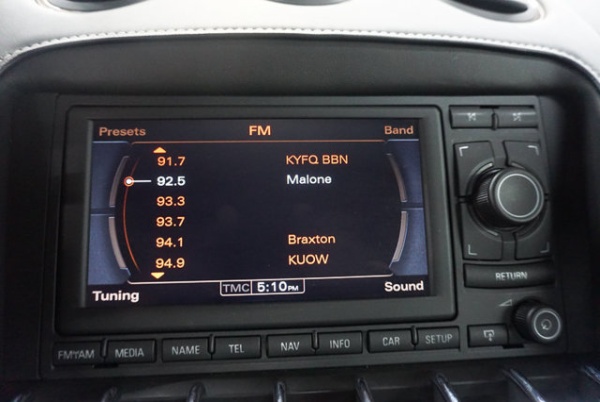 Presets FM Band
91.7 KYFQ BBN
92.5 Malone
93.3
93.7
94.1 Braxton
94.9 KUOW
Tuning TMC 5:10PM Sound
RETURN
FM/AM MEDIA NAME TEL NAV INFO CAR SETUP